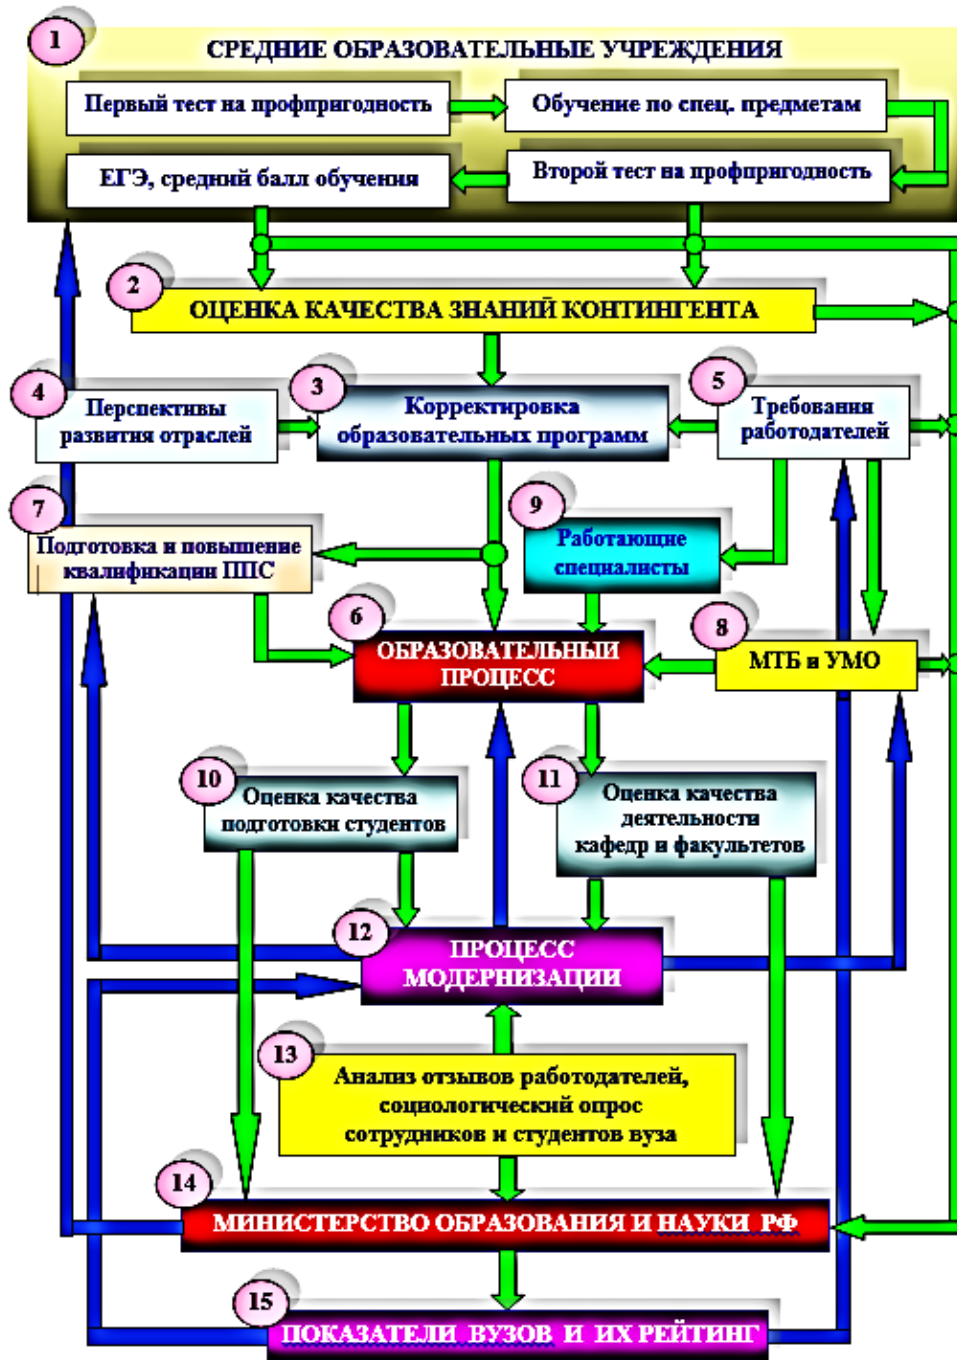 1
СРЕДНИЕ ОБРАЗОВАТЕЛЬНЫЕ УЧРЕЖДЕНИЯ
Первый тест на профпригодность
Обучение по спец. предметам
ЕГЭ, средний балл обучения
Второй тест на профпригодность
2
ОЦЕНКА КАЧЕСТВА ЗНАНИЙ КОНТИНГЕНТА
4
Перспективы
развития отраслей
3
Корректировка
образовательных программ
5
Требования
работодателей
7
Подготовка и повышение
квалификации ППС
9
Работающие
специалисты
6
ОБРАЗОВАТЕЛЬНЫЙ
ПРОЦЕСС
8
МТБ и УМО
10
Оценка качества
подготовки студентов
11
Оценка качества
деятельности
кафедр и факультетов
12
ПРОЦЕСС
МОДЕРНИЗАЦИИ
13
Анализ отзывов работодателей,
социологический опрос
сотрудников и студентов вуза
14
МИНИСТЕРСТВО ОБРАЗОВАНИЯ И НАУКИ РФ
15
ПОКАЗАТЕЛИ ВУЗОВ И ИХ РЕЙТИНГ